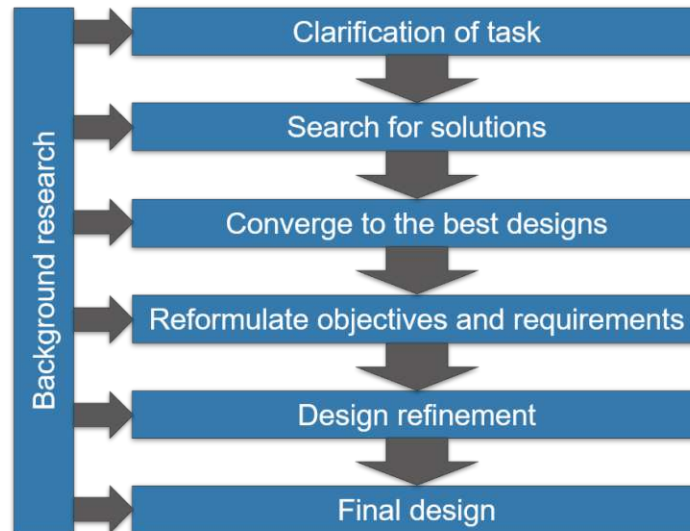 Background research
Clarification of task
Search for solutions
Converge to the best designs
Reformulate objectives and requirements
Design refinement
Final design